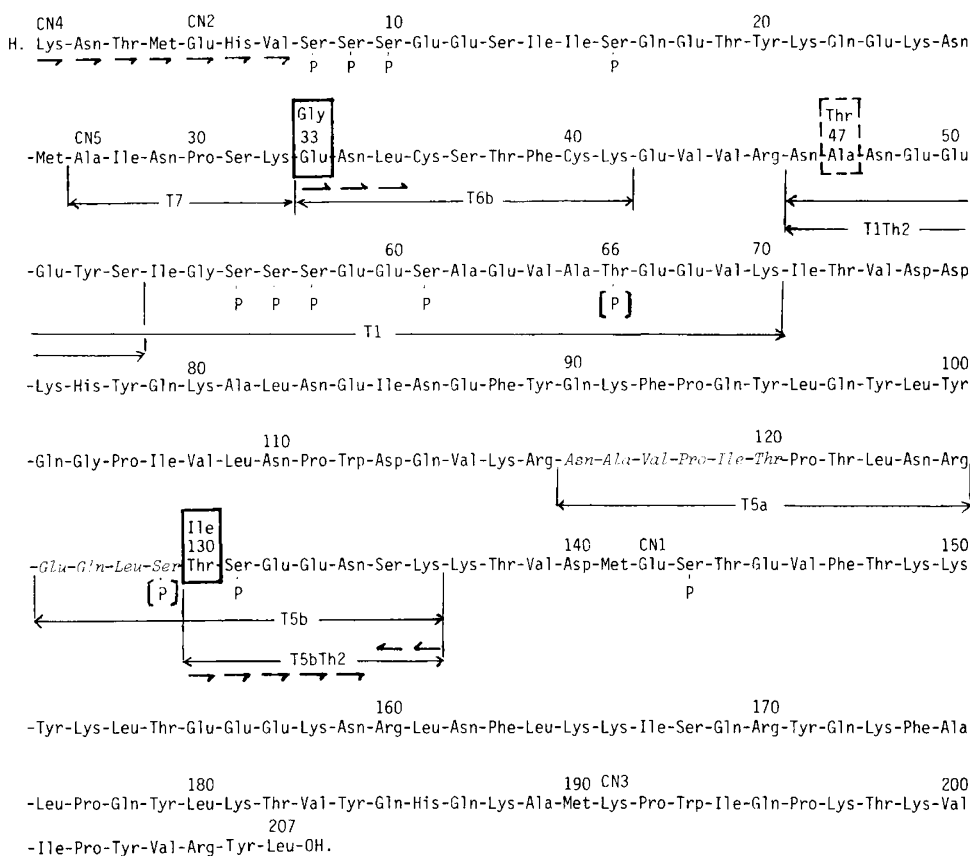 CN4 CN2 10 20
H. Lys-Asn-Thr-Met-Glu-His-Val-Ser-Ser-Ser-Glu-Glu-Ser-Ile-Ile-Ser-Gln-Glu-Thr-Tyr-Lys-Gln-Glu-Lys-Asn
P P P P
Gly Thr
CN5 30 33 40 47 50
-Met-Ala-Ile-Asn-Pro-Ser-Lys-Glu-Asn-Leu-Cys-Ser-Thr-Phe-Cys-Lys-Glu-Val-Val-Arg-Asn-Ala-Asn-Glu-Glu
T7 T6b
T1Th2
60 66 70
-Glu-Tyr-Ser-Ile-Gly-Ser-Ser-Ser-Glu-Glu-Ser-Ala-Glu-Val-Ala-Thr-Glu-Glu-Val-Lys-Ile-Thr-Val-Asp-Asp
P P P P [P]
T1
80 90 100
-Lys-His-Tyr-Gln-Lys-Ala-Leu-Asn-Glu-Ile-Asn-Glu-Phe-Tyr-Gln-Lys-Phe-Pro-Gln-Tyr-Leu-Gln-Tyr-Leu-Tyr
110 120
-Gln-Gly-Pro-Ile-Val-Leu-Asn-Pro-Trp-Asp-Gln-Val-Lys-Arg-Asn-Ala-Val-Pro-Ile-Thr-Pro-Thr-Leu-Asn-Arg
T5a
Ile
130 140 CN1 150
-Glu-Gln-Leu-Ser-Thr-Ser-Glu-Glu-Asn-Ser-Lys-Lys-Thr-Val-Asp-Met-Glu-Ser-Thr-Glu-Val-Phe-Thr-Lys-Lys
[P] P P
T5b
T5bTh2
160 170
-Tyr-Lys-Leu-Thr-Glu-Glu-Glu-Lys-Asn-Arg-Leu-Asn-Phe-Leu-Lys-Lys-Ile-Ser-Gln-Arg-Tyr-Gln-Lys-Phe-Ala
180 190 CN3 200
-Leu-Pro-Gln-Tyr-Leu-Lys-Thr-Val-Tyr-Gln-His-Gln-Lys-Ala-Met-Lys-Pro-Trp-Ile-Gln-Pro-Lys-Thr-Lys-Val
207
-Ile-Pro-Tyr-Val-Arg-Tyr-Leu-OH.